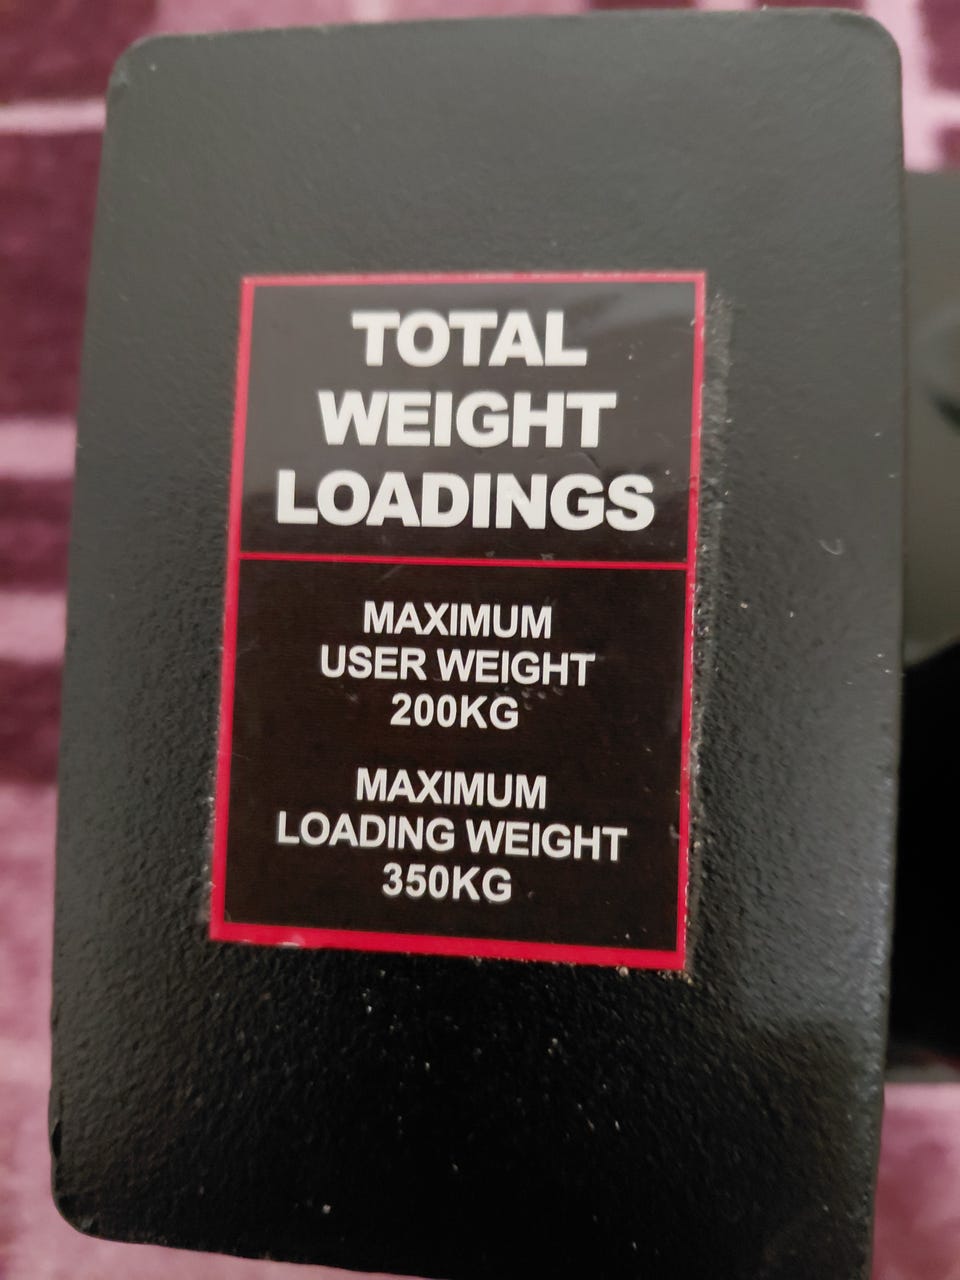 TOTAL
WEIGHT
LOADINGS
MAXIMUM
USER WEIGHT
200KG
MAXIMUM
LOADING WEIGHT
350KG